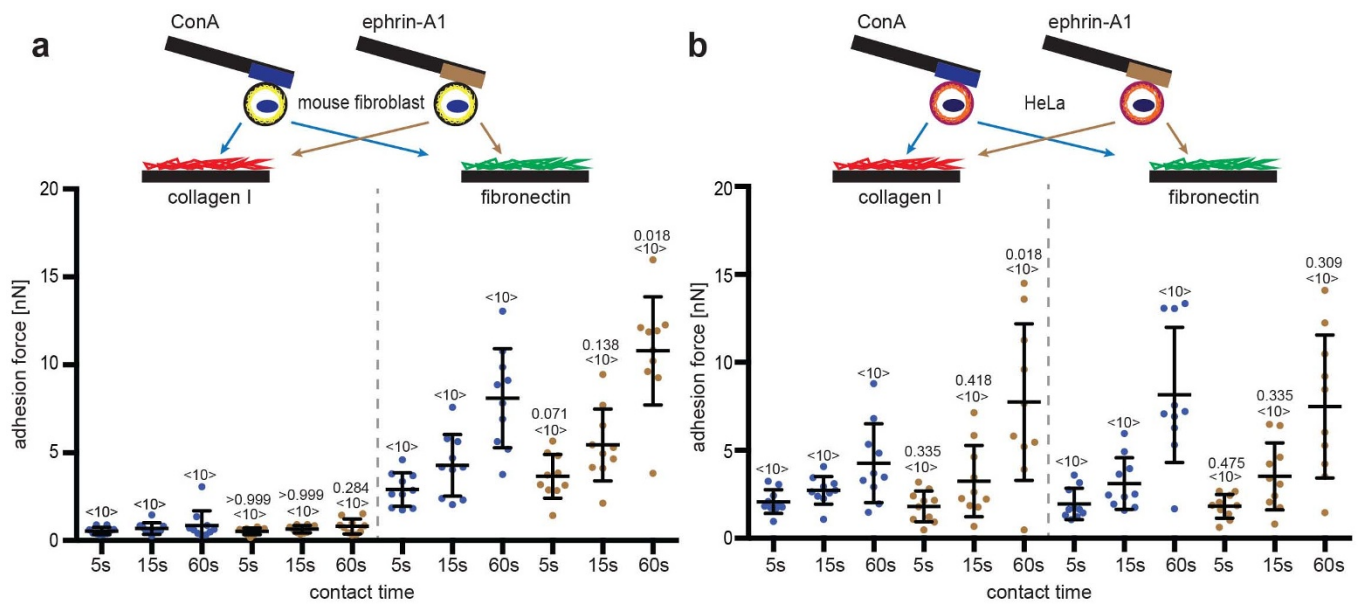 a
ConA
ephrin-A1
mouse fibroblast
collagen I
fibronectin
adhesion force [nN]
20
15
10
5
0
<10>
<10>
<10>
>0.999
<10>
>0.999
<10>
0.284
<10>
<10>
<10>
<10>
0.071
<10>
0.138
<10>
0.018
<10>
5s 15s 60s 5s 15s 60s 5s 15s 60s 5s 15s 60s
contact time
b
ConA
ephrin-A1
HeLa
collagen I
fibronectin
adhesion force [nN]
20
15
10
5
0
<10>
<10>
<10>
0.335
<10>
0.418
<10>
0.018
<10>
<10>
<10>
<10>
0.475
<10>
0.335
<10>
0.309
<10>
5s 15s 60s 5s 15s 60s 5s 15s 60s 5s 15s 60s
contact time